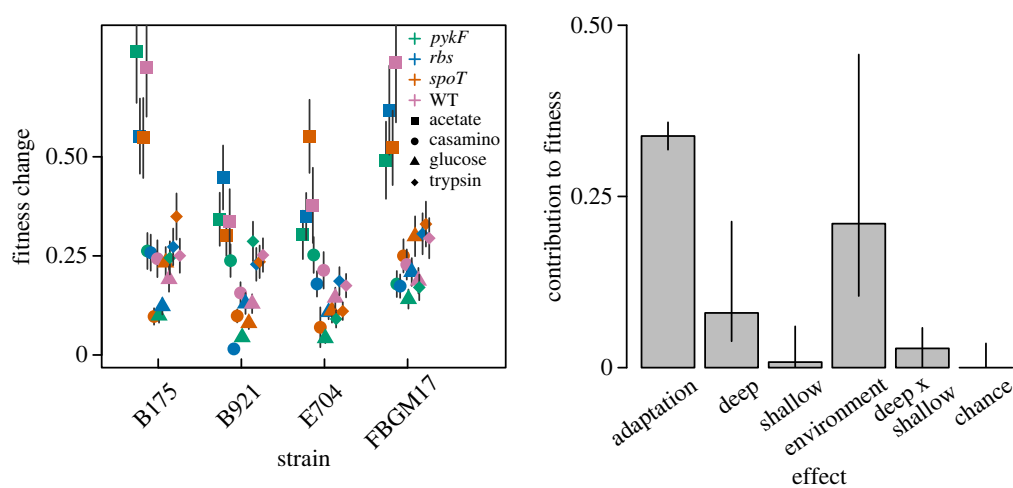 fitness change
0.50
0.25
0
pykF
rbs
spoT
WT
acetate
casamino
glucose
trypsin
B175
B921
E704
FBGM17
strain
contribution to fitness
0.50
0.25
0
adaptation
deep
shallow
environment
deep x
shallow
chance
effect